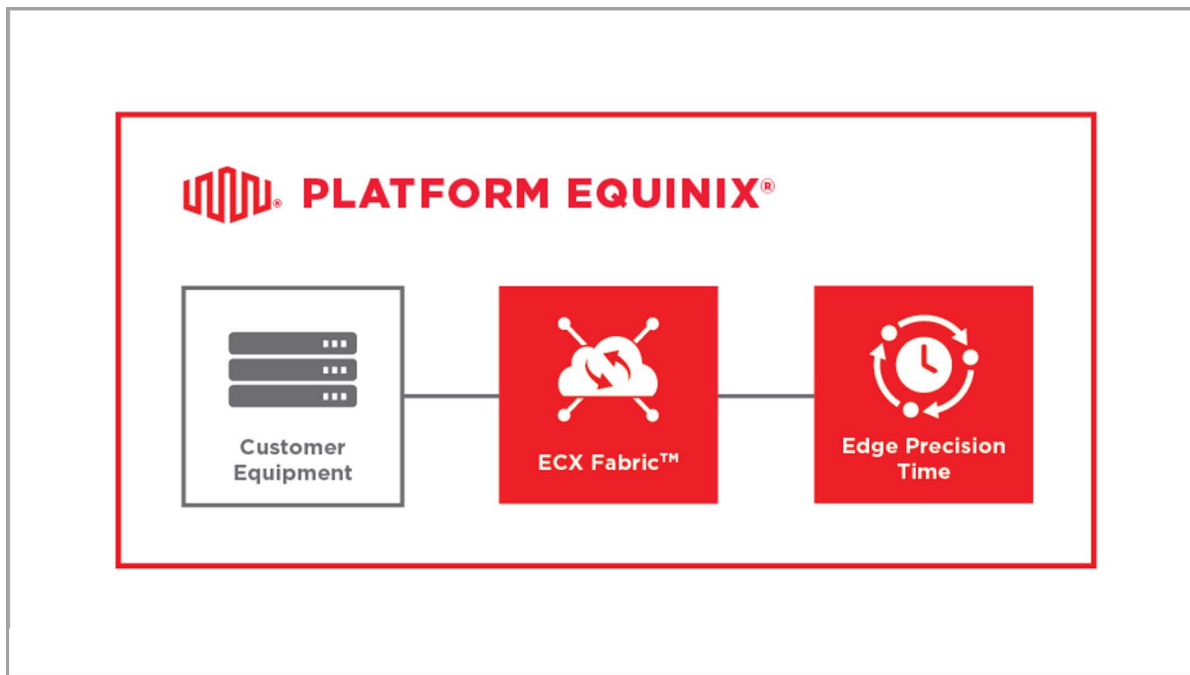 PLATFORM EQUINIX®
Customer
Equipment
ECX Fabric™
Edge Precision
Time